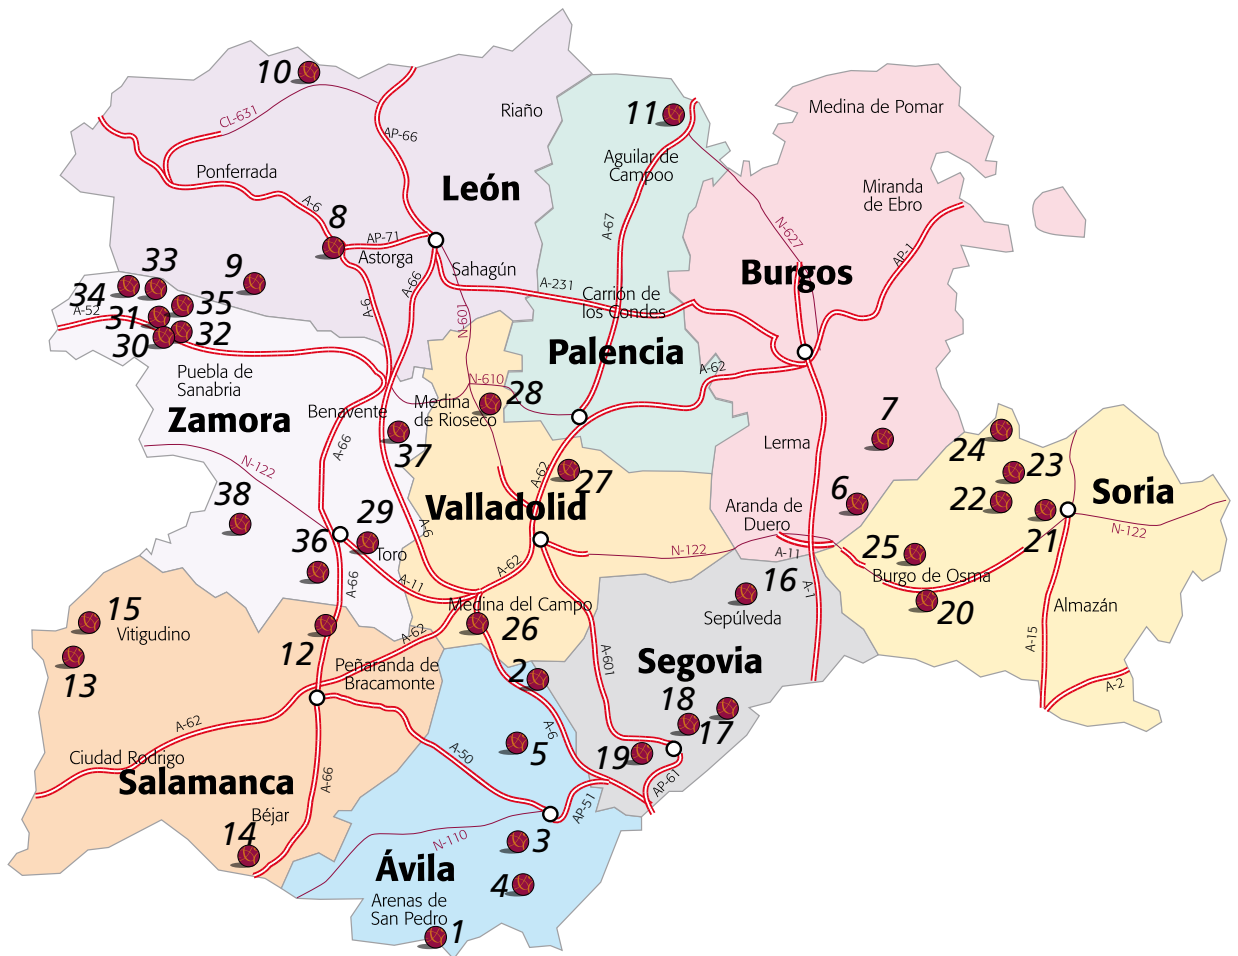 10
CL-631
AP-66
Riaño
11
Medina de Pomar
Ponferrada
A-6
León
Aguilar de
Campoo
Miranda
de Ebro
8
AP-71
Astorga
A-67
N-627
AP-1
33
9
A-66
Sahagún
A-231
Burgos
34
35
A-52
31
30
32
A-6
N-601
Carrión de
los Condes
Palencia
Puebla de
Sanabria
N-610
28
A-62
Zamora
Benavente
Medina
de Rioseco
7
24
A-66
37
Lerma
23
N-122
A-62
27
22
Soria
38
Valladolid
6
Aranda de
Duero
21
N-122
29
36
Toro
A-6
N-122
A-11
25
Burgo de Osma
A-66
A-11
A-62
16
A-1
20
Almazán
15
Vitigudino
Medina del Campo
26
Sepúlveda
A-15
12
A-62
A-601
Segovia
13
Peñaranda de
Bracamonte
2
A-2
18
17
A-62
A-6
5
19
Ciudad Rodrigo
A-50
Salamanca
A-66
AP-51
AP-61
Béjar
14
N-110
3
Ávila
4
Arenas de
San Pedro
1